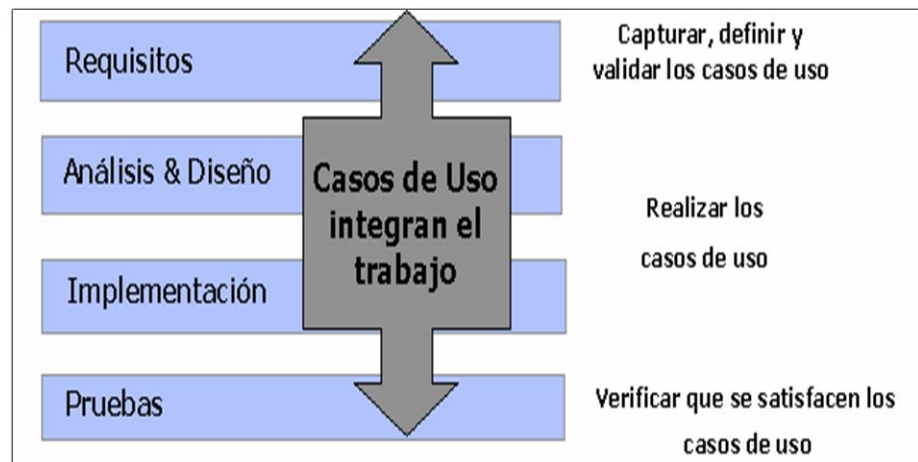 Requisitos
Capturar, definir y
validar los casos de uso
Análisis & Diseño
Casos de Uso
integran el
trabajo
Realizar los
casos de uso
Implementación
Pruebas
Verificar que se satisfacen los
casos de uso